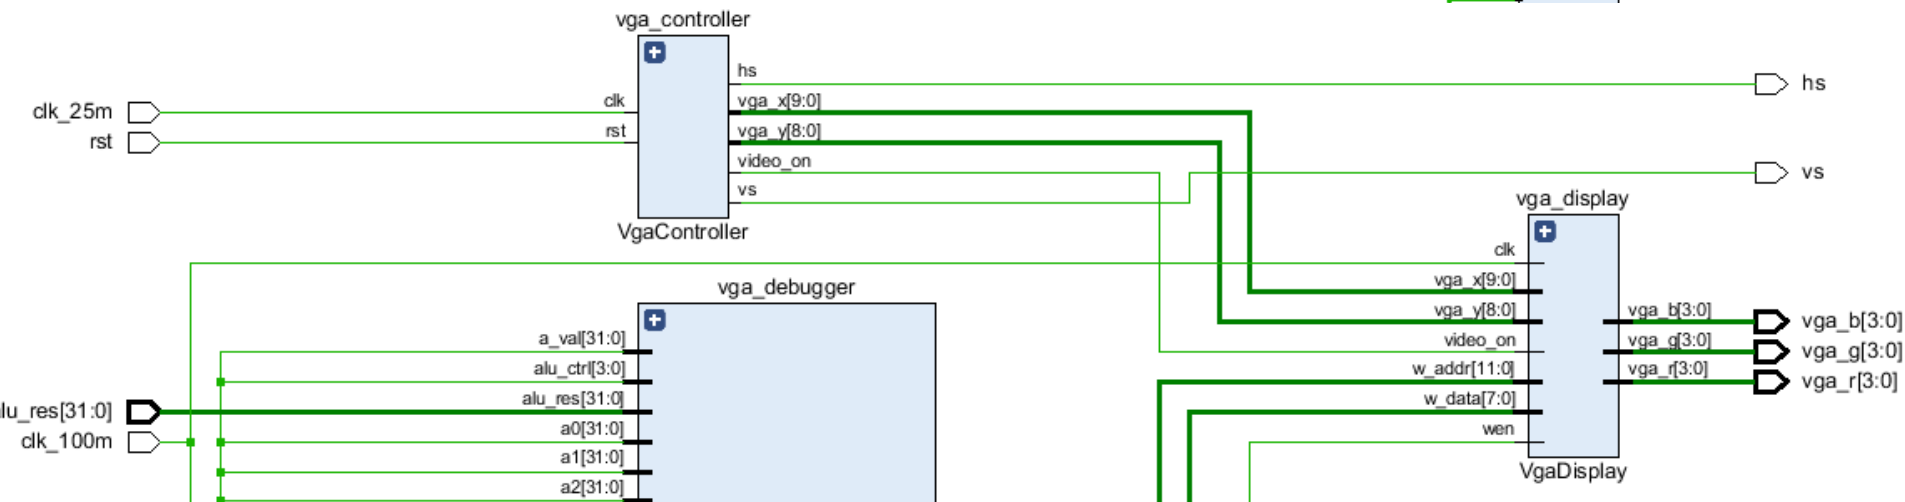 vga_controller
hs
hs
clk_25m
clk
vga_x[9:0]
rst
rst
vga_y[8:0]
video_on
vs
vs
VgaController
vga_display
clk
vga_x[9:0]
vga_y[8:0]
video_on
w_addr[11:0]
w_data[7:0]
wen
vga_b[3:0]
vga_g[3:0]
vga_r[3:0]
vga_b[3:0]
vga_g[3:0]
vga_r[3:0]
VgaDisplay
vga_debugger
a_val[31:0]
alu_ctrl[3:0]
alu_res[31:0]
lu_res[31:0]
clk_100m
a0[31:0]
a1[31:0]
a2[31:0]